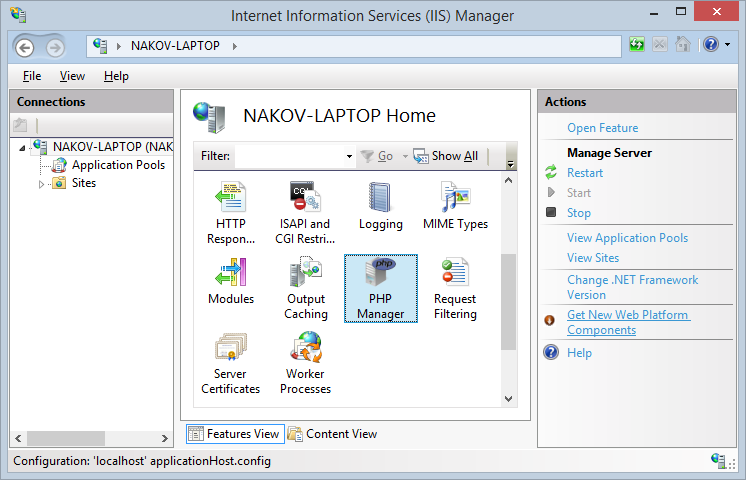 Internet Information Services (IIS) Manager
NAKOV-LAPTOP
File View Help
Connections
NAKOV-LAPTOP (NAK
Application Pools
Sites
NAKOV-LAPTOP Home
Filter: Go Show All
HTTP
Respon...
ISAPI and
CGI Restri...
Logging
MIME Types
Modules
Output
Caching
php
PHP
Manager
Request
Filtering
Server
Certificates
Worker
Processes
Features View
Content View
Actions
Open Feature
Manage Server
Restart
Start
Stop
View Application Pools
View Sites
Change .NET Framework
Version
Get New Web Platform
Components
Help
Configuration: 'localhost' applicationHost.config